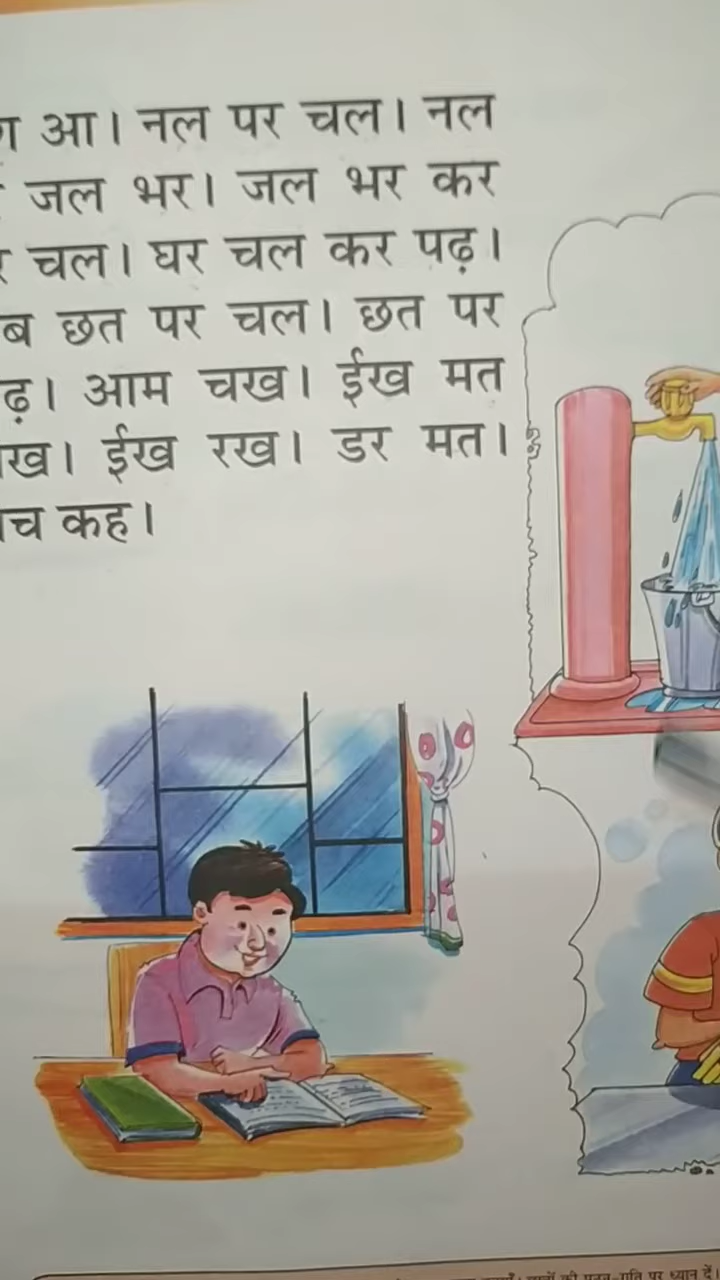 आ। नल पर चल। नल
जल भर। जल भर कर
चल। घर चल कर पढ़।
छत पर चल। छत पर
आम चख। ईख मत
ईख रख। डर मत।
कह।